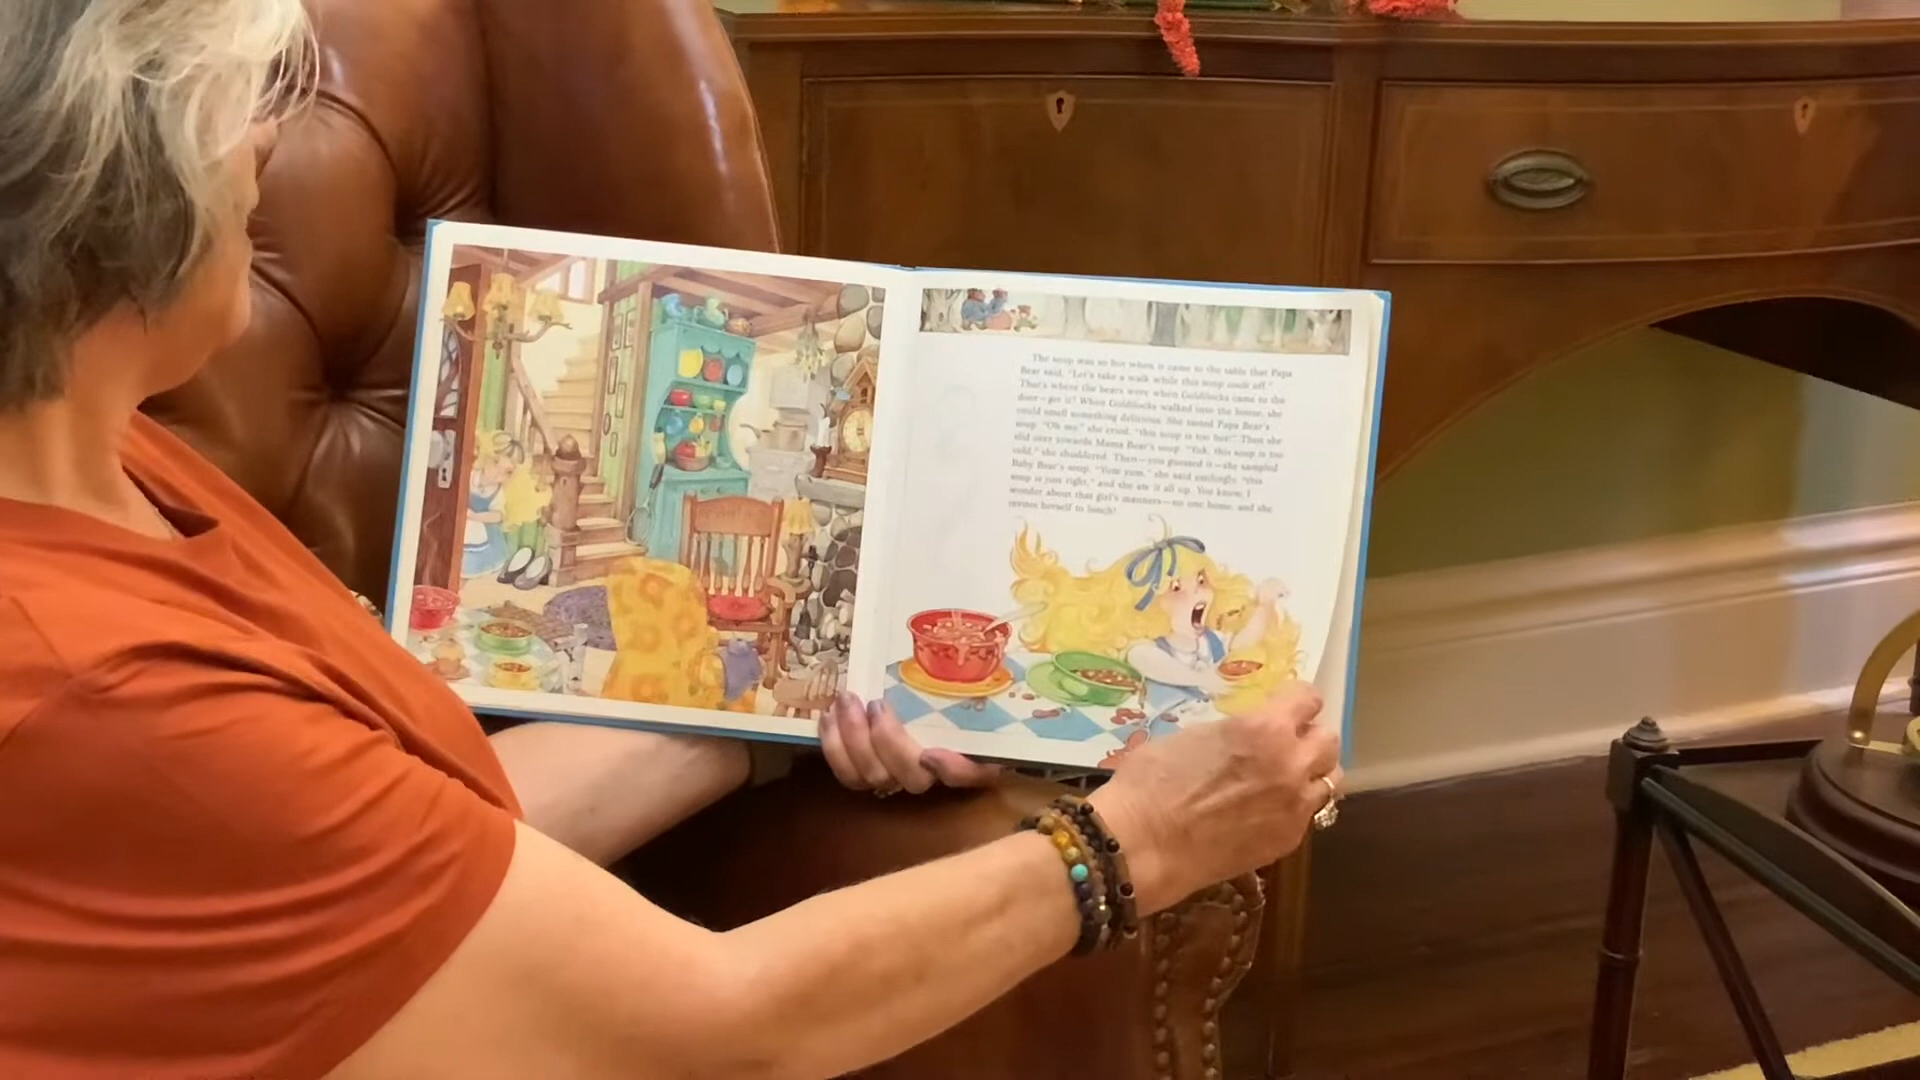 The soup was so hot when it came to the table that Papa
Bear said, "Let's take a walk while this soup cools off."
That's where the bears were when Goldilocks came to the
door—get it? When Goldilocks walked into the house, she
could smell something delicious. She tasted Papa Bear's
soup. "Oh my," she cried, "this soup is too hot!" Then she
slid over towards Mama Bear's soup. "Yuk, this soup is too
cold," she shuddered. Then—you guessed it—she sampled
Baby Bear's soup. "Yum yum," she said smilingly, "this
soup is just right," and she ate it all up. You know, I
wonder about that girl's manners—no one home, and she
invites herself to lunch!